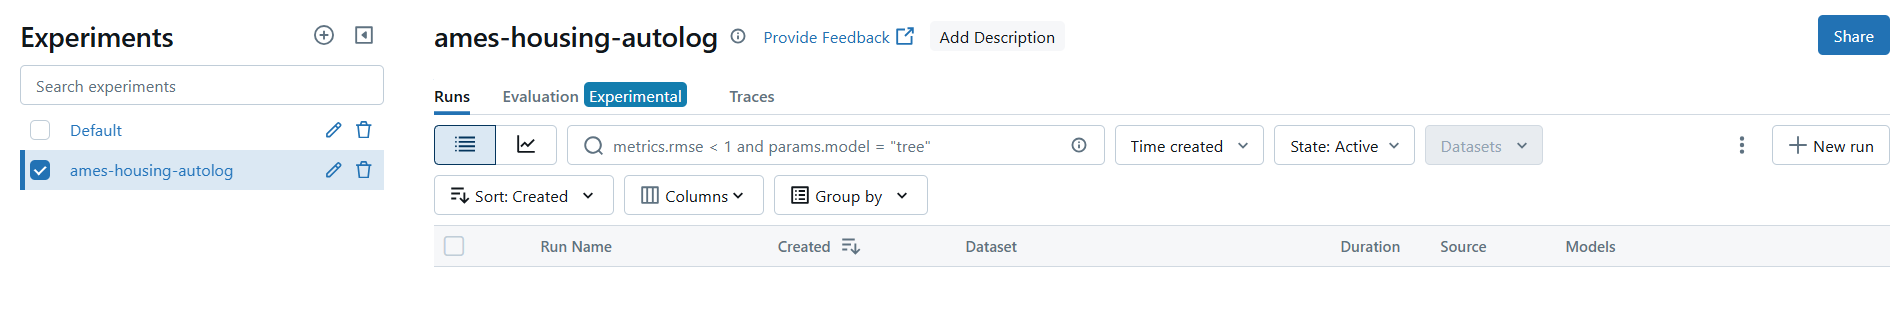 Experiments
Search experiments
Default
ames-housing-autolog
ames-housing-autolog Provide Feedback Add Description Share
Runs Evaluation Experimental Traces
metrics.rmse < 1 and params.model = "tree" Time created State: Active Datasets New run
Sort: Created Columns Group by
Run Name Created Dataset Duration Source Models